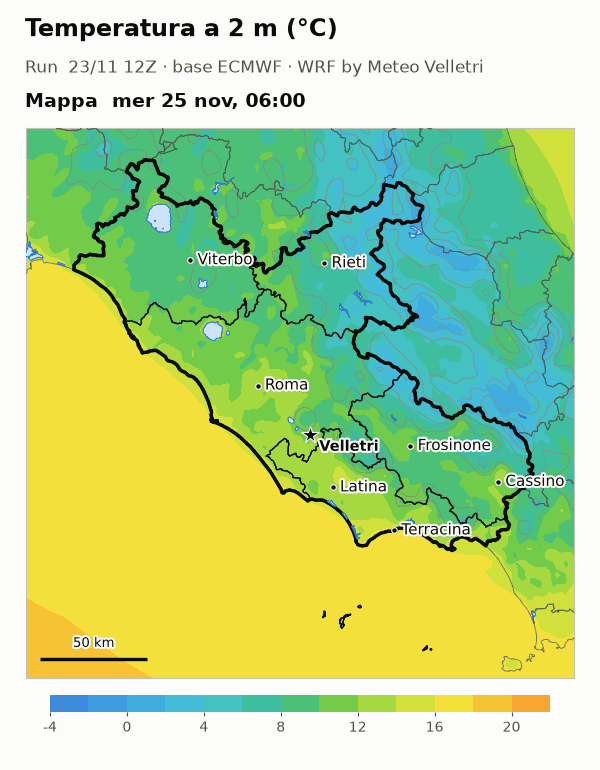 Temperatura a 2 m (°C)
Run  23/11 12Z · base ECMWF · WRF by Meteo Velletri
Mappa  mer 25 nov, 06:00
Viterbo
Rieti
Roma
Velletri
Frosinone
Cassino
Latina
Terracina
50 km
-4 0 4 8 12 16 20